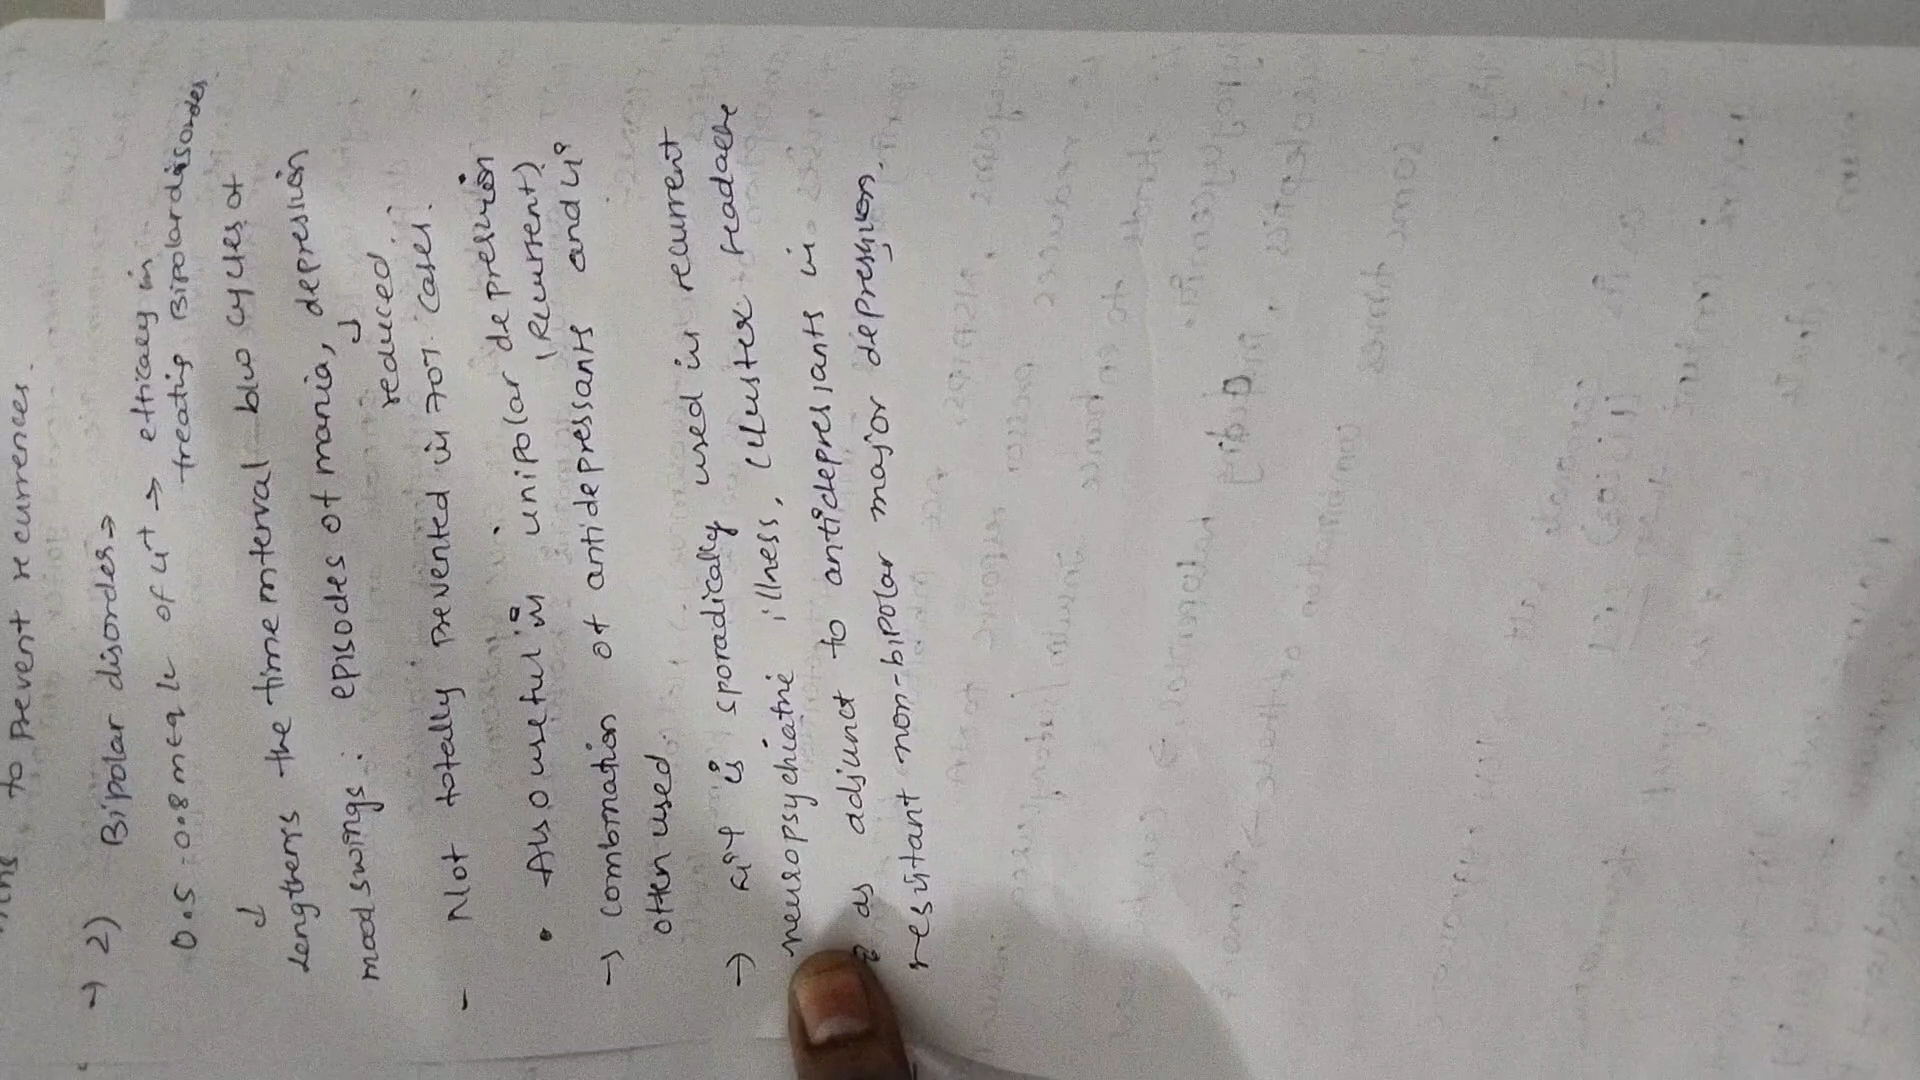 to prevent recurrences.
→ 2) Bipolar disorders→
0.5-0.8 meq/L of Li+ → efficacy in
treating Bipolar disorders
↓
Lengthens the time interval b/w cycles of
mood swings : episodes of mania, depression
↓
reduced.
- Not totally prevented in 70% cases.
• Also useful in unipolar depression
(Recurrent)
→ combination of antidepressants and Li
often used
→ Li+ is sporadically used in recurrent
neuropsychiatric illness, cluster headache
& as adjunct to antidepressants in
resistant non-bipolar major depression.